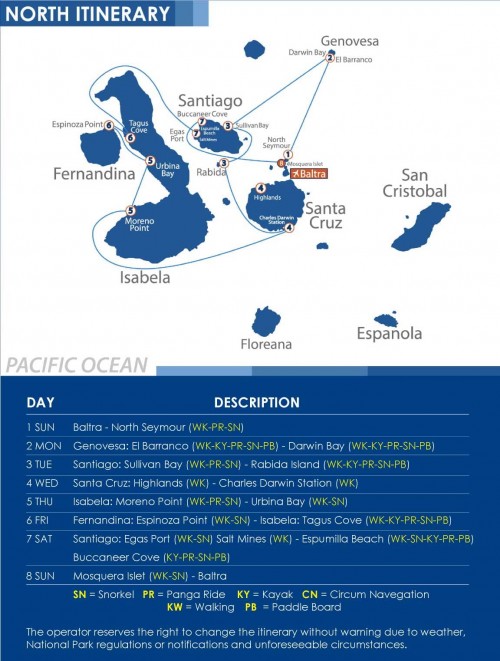 NORTH ITINERARY
Genovesa
Darwin Bay
2
El Barranco
Santiago
Buccaneer Cove
7
Espinoza Point
6
Tagus
Cove
6
Egas
Port
7
Espumilla
Beach
Salt Mines
3
Sullivan Bay
North
Seymour
1
8
Mosquera Islet
Baltra
Fernandina
5
Urbina
Bay
3
Rabida
4
Highlands
Santa
Cruz
Charles Darwin
Station
4
San
Cristobal
5
Moreno
Point
Isabela
Floreana
Espanola
PACIFIC OCEAN
DAY DESCRIPTION
1 SUN Baltra - North Seymour (WK-PR-SN)
2 MON Genovesa: El Barranco (WK-KY-PR-SN-PB) - Darwin Bay (WK-KY-PR-SN-PB)
3 TUE Santiago: Sullivan Bay (WK-PR-SN) - Rabida Island (WK-KY-PR-SN-PB)
4 WED Santa Cruz: Highlands (WK) - Charles Darwin Station (WK)
5 THU Isabela: Moreno Point (WK-PR-SN) - Urbina Bay (WK-SN)
6 FRI Fernandina: Espinoza Point (WK-SN) - Isabela: Tagus Cove (WK-KY-PR-SN-PB)
7 SAT Santiago: Egas Port (WK-SN) Salt Mines (WK) - Espumilla Beach (WK-SN-KY-PR-PB)
Buccaneer Cove (KY-PR-SN-PB)
8 SUN Mosquera Islet (WK-SN) - Baltra
SN = Snorkel PR = Panga Ride KY = Kayak CN = Circum Navegation
KW = Walking PB = Paddle Board
The operator reserves the right to change the itinerary without warning due to weather,
National Park regulations or notifications and unforeseeable circumstances.